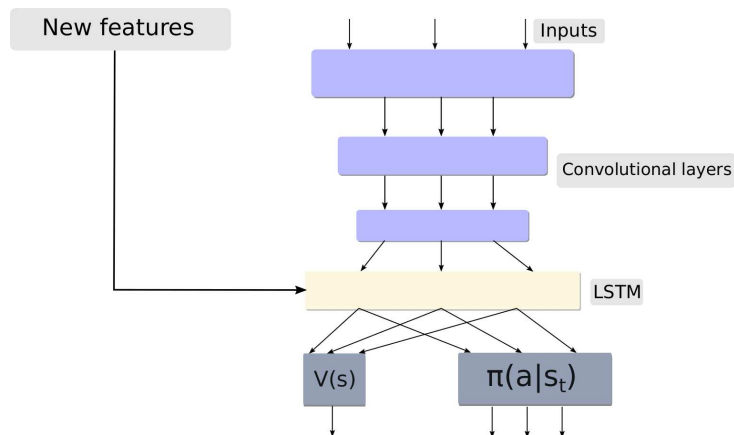 New features
Inputs
Convolutional layers
LSTM
V(s)
π(a|sₜ)